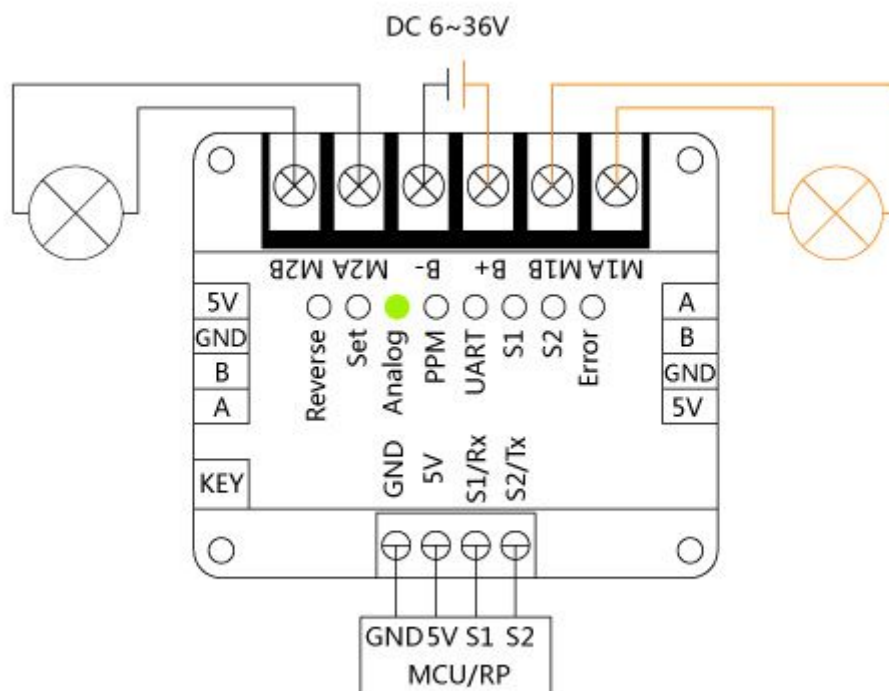 DC 6~36V
M2B M2A B- B+ M1B M1A
5V
GND
B
A
KEY
Reverse
Set
Analog
PPM
UART
S1
S2
Error
A
B
GND
5V
GND
5V
S1/Rx
S2/Tx
GND 5V S1 S2
MCU/RP